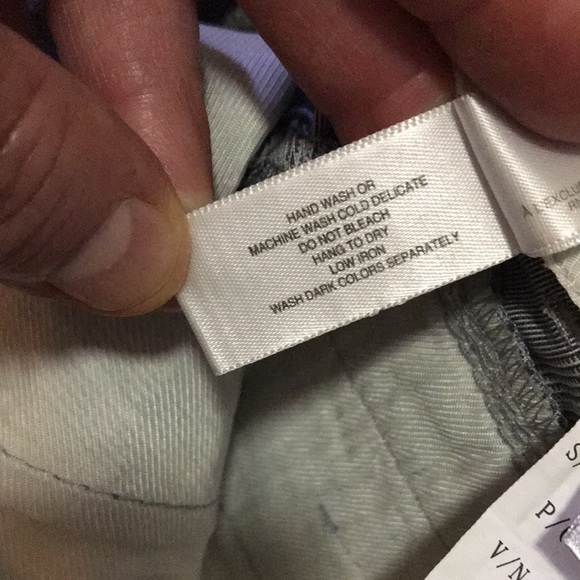 HAND WASH OR
MACHINE WASH COLD DELICATE
DO NOT BLEACH
HANG TO DRY
LOW IRON
WASH DARK COLORS SEPARATELY
P/
V/N